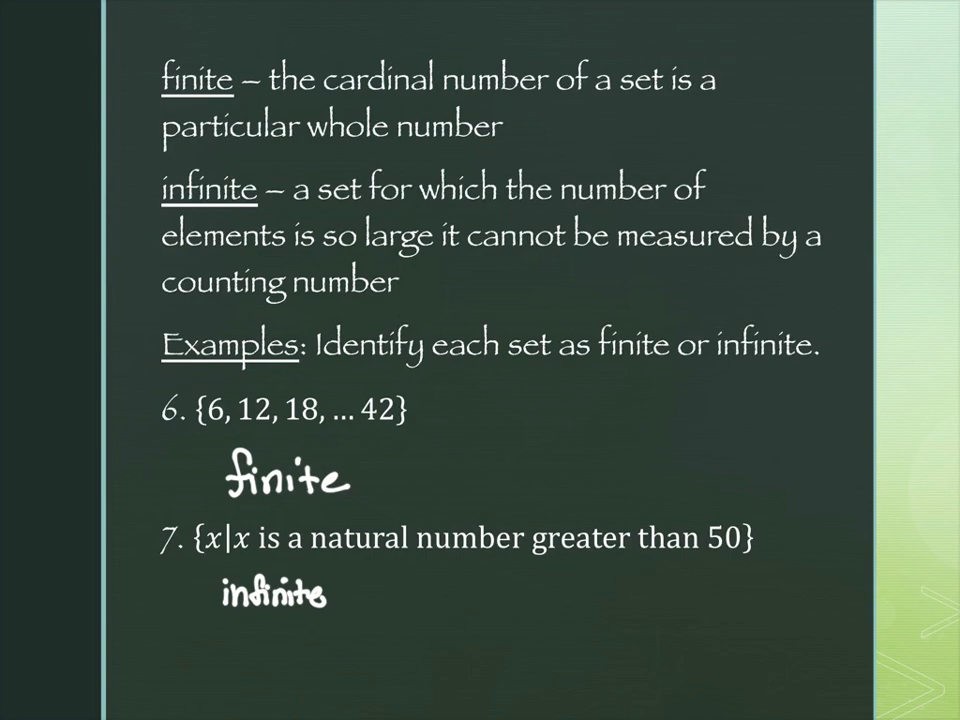 finite – the cardinal number of a set is a
particular whole number
infinite – a set for which the number of
elements is so large it cannot be measured by a
counting number
Examples: Identify each set as finite or infinite.
6. {6, 12, 18, … 42}
finite
7. {x|x is a natural number greater than 50}
infinite